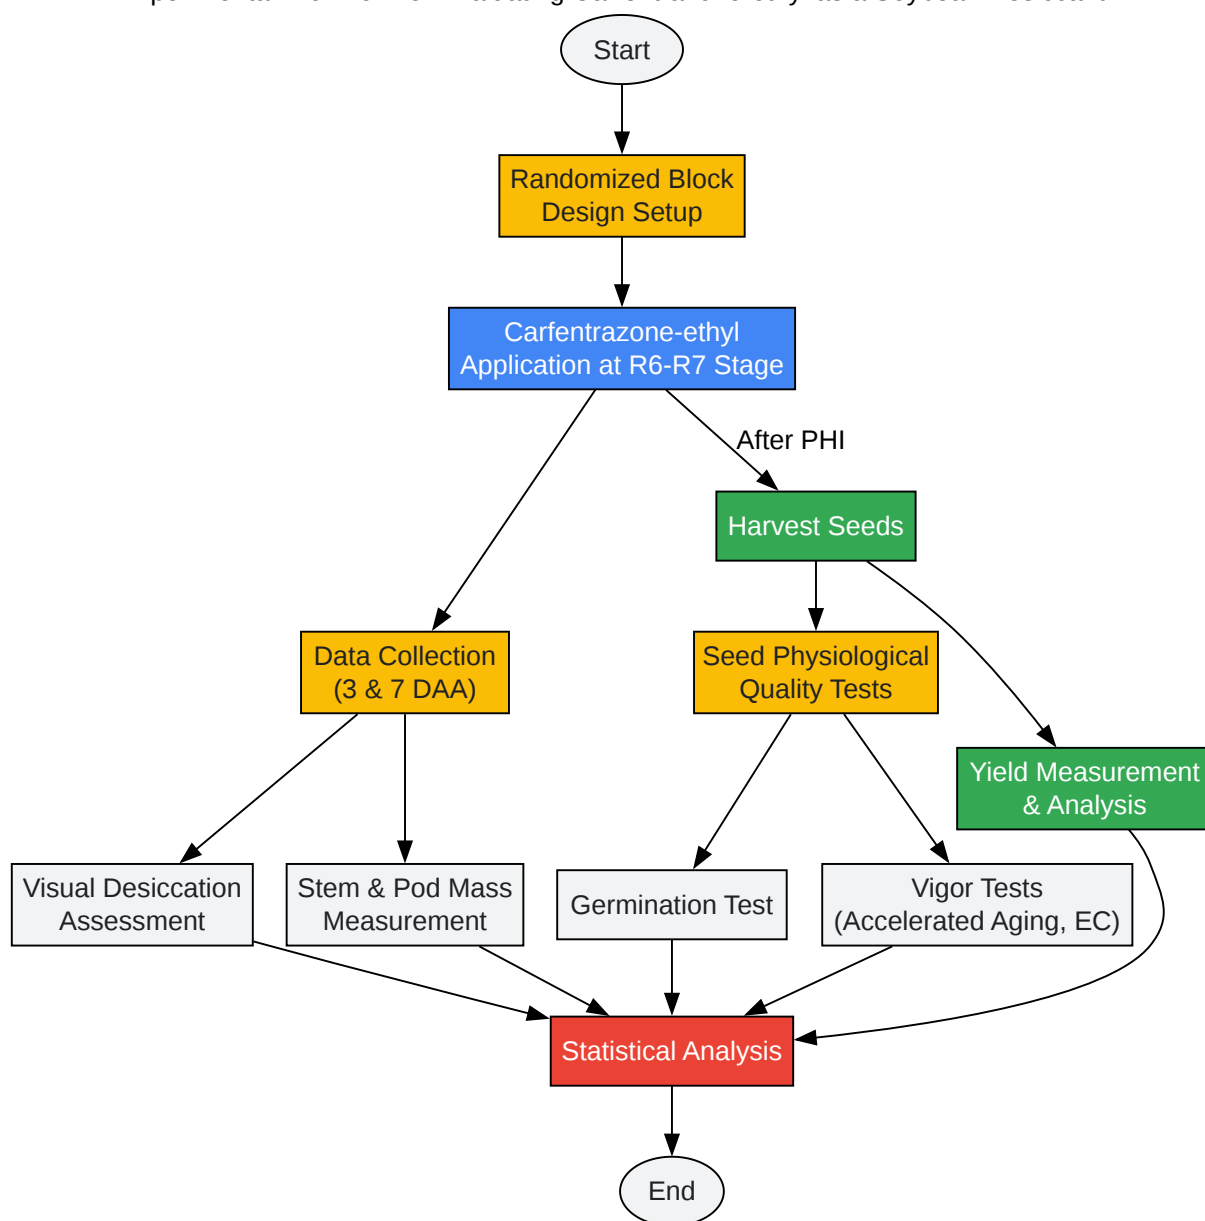 Start
Randomized Block
Design Setup
Carfentrazone-ethyl
Application at R6-R7 Stage
After PHI
Harvest Seeds
Data Collection
(3 & 7 DAA)
Seed Physiological
Quality Tests
Yield Measurement
& Analysis
Visual Desiccation
Assessment
Stem & Pod Mass
Measurement
Germination Test
Vigor Tests
(Accelerated Aging, EC)
Statistical Analysis
End